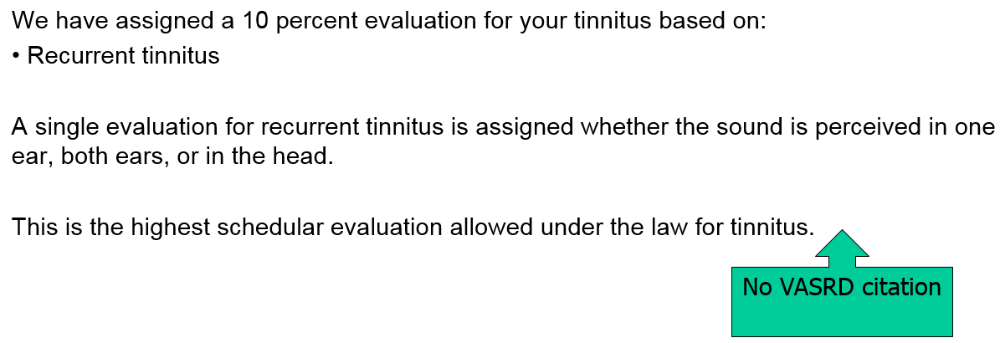 We have assigned a 10 percent evaluation for your tinnitus based on:
• Recurrent tinnitus
A single evaluation for recurrent tinnitus is assigned whether the sound is perceived in one
ear, both ears, or in the head.
This is the highest schedular evaluation allowed under the law for tinnitus.
No VASRD citation